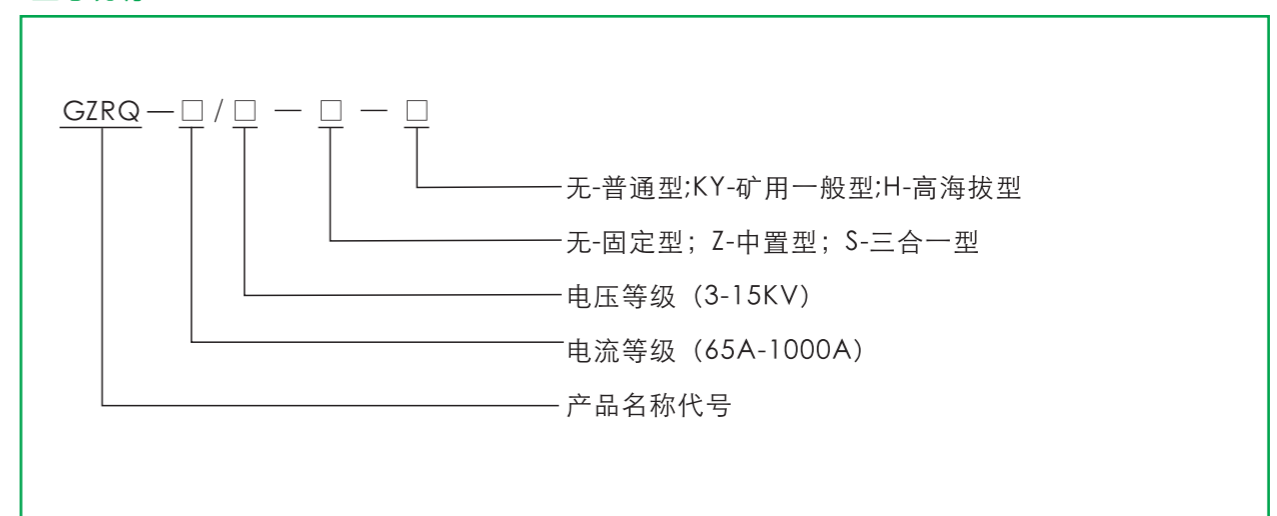 GZRQ—□/□—□—□
无-普通型;KY-矿用一般型;H-高海拔型
无-固定型；Z-中置型；S-三合一型
电压等级（3-15KV）
电流等级（65A-1000A）
产品名称代号